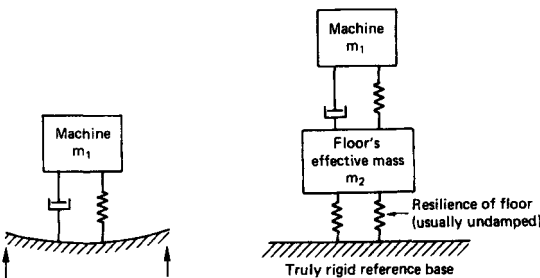 Machine
m₁
Machine
m₁
Floor's
effective mass
m₂
Resilience of floor
(usually undamped)
Truly rigid reference base